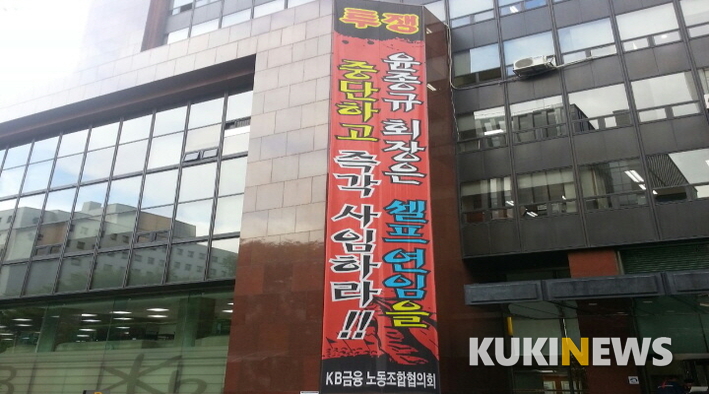 투쟁
윤종규 회장은 셀프연임을
중단하고 즉각 사임하라!!
KB금융 노동조합협의회
KUKINEWS